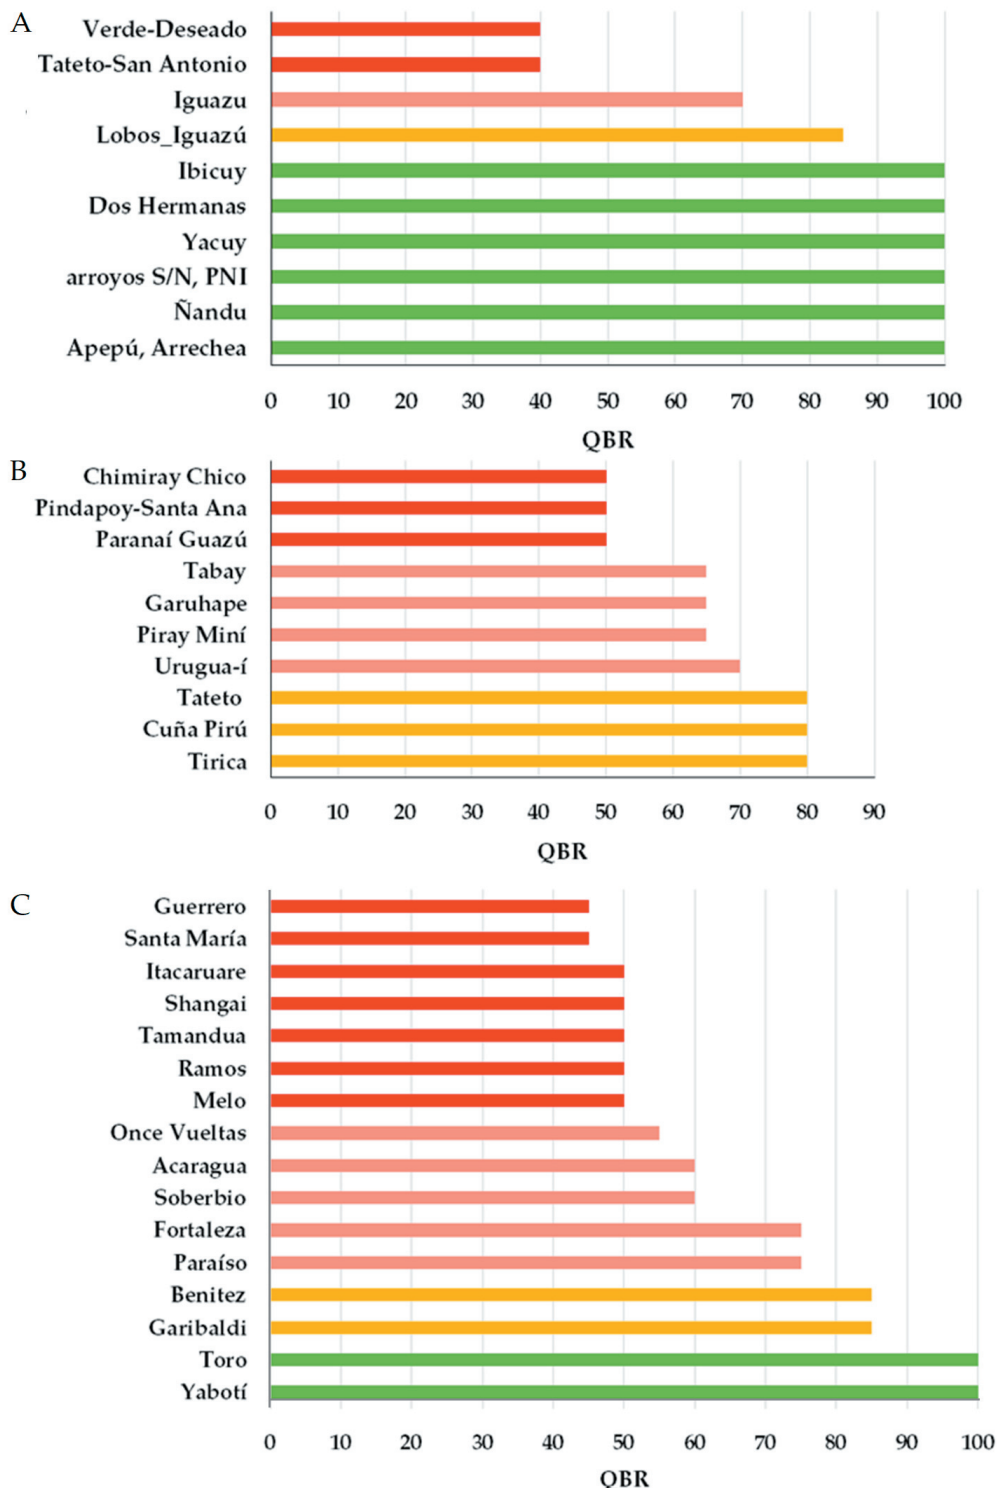 A
Verde-Deseado
Tateto-San Antonio
Iguazu
Lobos_Iguazú
Ibicuy
Dos Hermanas
Yacuy
arroyos S/N, PNI
Ñandu
Apepú, Arrechea
0 10 20 30 40 50 60 70 80 90 100
QBR
B
Chimiray Chico
Pindapoy-Santa Ana
Paranaí Guazú
Tabay
Garuhape
Piray Miní
Urugua-í
Tateto
Cuña Pirú
Tirica
0 10 20 30 40 50 60 70 80 90
QBR
C
Guerrero
Santa María
Itacaruare
Shangai
Tamandua
Ramos
Melo
Once Vueltas
Acaragua
Soberbio
Fortaleza
Paraíso
Benitez
Garibaldi
Toro
Yabotí
0 10 20 30 40 50 60 70 80 90 100
QBR